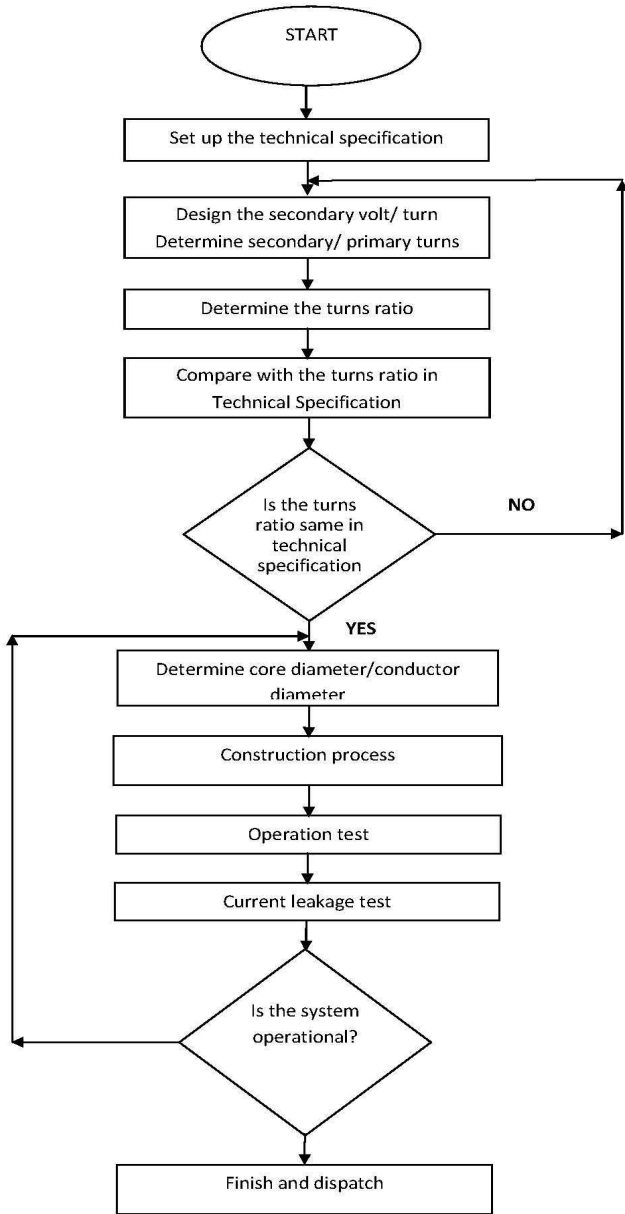 START
Set up the technical specification
Design the secondary volt/ turn
Determine secondary/ primary turns
Determine the turns ratio
Compare with the turns ratio in
Technical Specification
Is the turns
ratio same in
technical
specification
NO
YES
Determine core diameter/conductor
diameter
Construction process
Operation test
Current leakage test
Is the system
operational?
Finish and dispatch